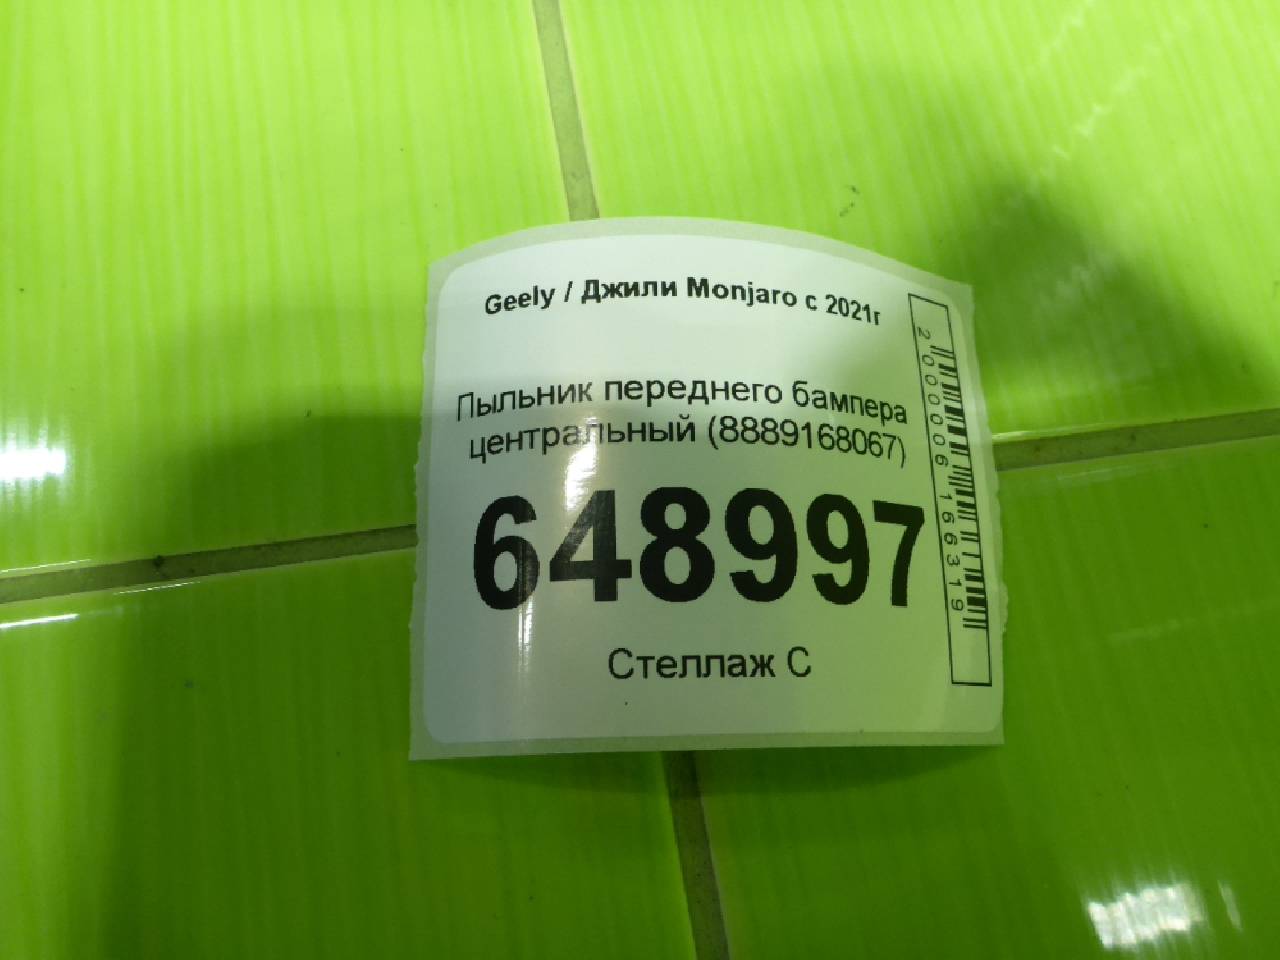 Geely / Джили Monjaro с 2021г
Пыльник переднего бампера
центральный (8889168067)
648997
Стеллаж С
2000006166319